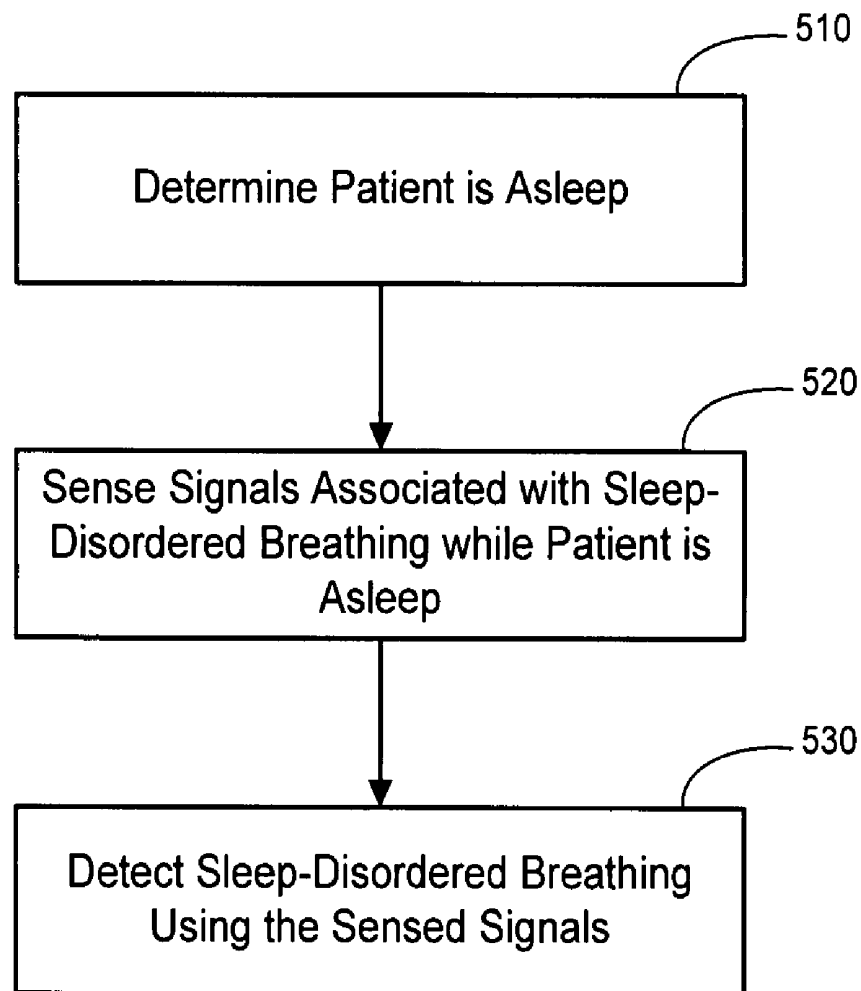 510
Determine Patient is Asleep
520
Sense Signals Associated with Sleep-
Disordered Breathing while Patient is
Asleep
530
Detect Sleep-Disordered Breathing
Using the Sensed Signals